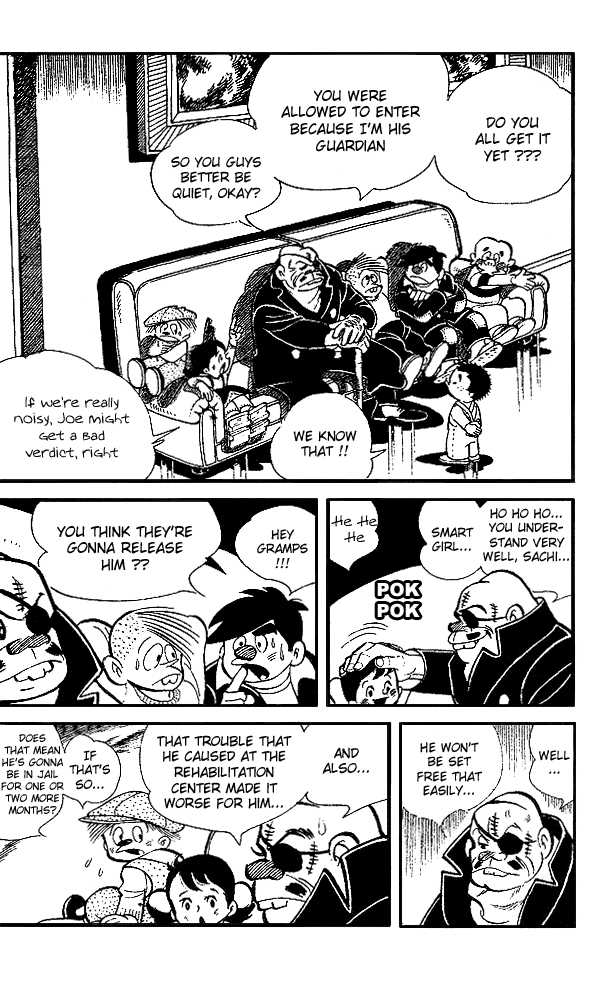 DO YOU
ALL GET IT
YET ???
YOU WERE
ALLOWED TO ENTER
BECAUSE I'M HIS
GUARDIAN
SO YOU GUYS
BETTER BE
QUIET, OKAY?
WE KNOW
THAT !!
If we're really
noisy, Joe might
get a bad
verdict, right
HO HO HO...
YOU UNDER-
STAND VERY
WELL, SACHI...
SMART
GIRL...
POK
POK
He He
He
HEY
GRAMPS
!!!
YOU THINK THEY'RE
GONNA RELEASE
HIM ??
WELL
...
HE WON'T
BE SET
FREE THAT
EASILY...
AND
ALSO...
THAT TROUBLE THAT
HE CAUSED AT THE
REHABILITATION
CENTER MADE IT
WORSE FOR HIM...
IF
THAT'S
SO...
DOES
THAT MEAN
HE'S GONNA
BE IN JAIL
FOR ONE OR
TWO MORE
MONTHS?